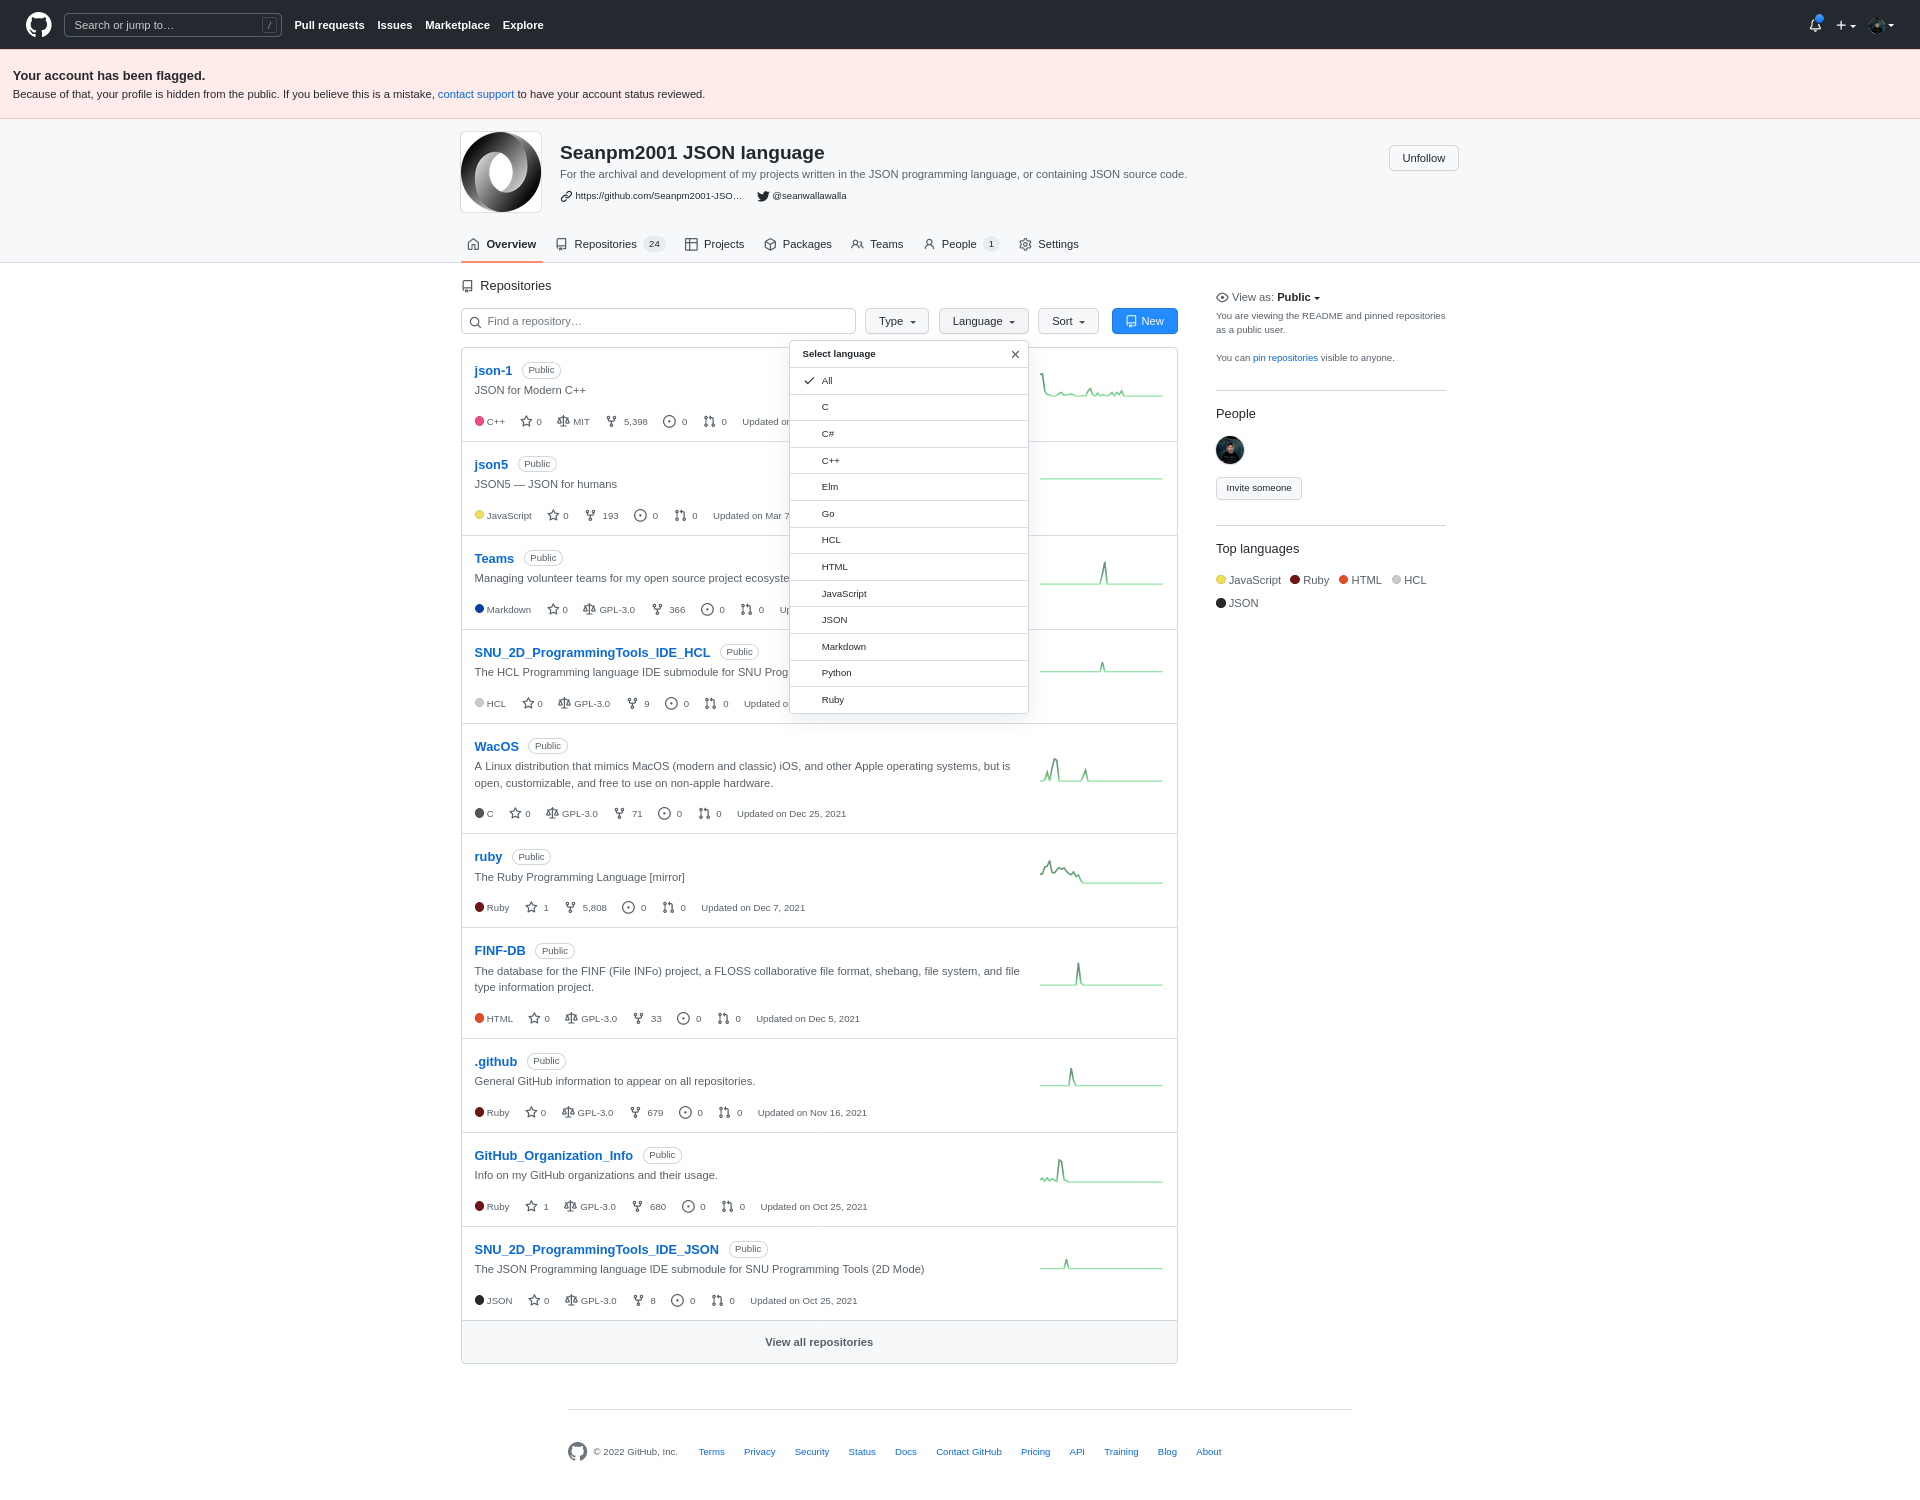 Search or jump to…
/
Pull requests Issues Marketplace Explore
Your account has been flagged.
Because of that, your profile is hidden from the public. If you believe this is a mistake, contact support to have your account status reviewed.
Seanpm2001 JSON language
Unfollow
For the archival and development of my projects written in the JSON programming language, or containing JSON source code.
https://github.com/Seanpm2001-JSO… @seanwallawalla
Overview Repositories 24 Projects Packages Teams People 1 Settings
Repositories
Find a repository…
Type Language Sort New
Select language
All
C
C#
C++
Elm
Go
HCL
HTML
JavaScript
JSON
Markdown
Python
Ruby
json-1 Public
JSON for Modern C++
C++ 0 MIT 5,398 0 0 Updated on
json5 Public
JSON5 — JSON for humans
JavaScript 0 193 0 0 Updated on Mar 7
Teams Public
Managing volunteer teams for my open source project ecosyste
Markdown 0 GPL-3.0 366 0 0 Up
SNU_2D_ProgrammingTools_IDE_HCL Public
The HCL Programming language IDE submodule for SNU Prog
HCL 0 GPL-3.0 9 0 0 Updated o
WacOS Public
A Linux distribution that mimics MacOS (modern and classic) iOS, and other Apple operating systems, but is
open, customizable, and free to use on non-apple hardware.
C 0 GPL-3.0 71 0 0 Updated on Dec 25, 2021
ruby Public
The Ruby Programming Language [mirror]
Ruby 1 5,808 0 0 Updated on Dec 7, 2021
FINF-DB Public
The database for the FINF (File INFo) project, a FLOSS collaborative file format, shebang, file system, and file
type information project.
HTML 0 GPL-3.0 33 0 0 Updated on Dec 5, 2021
.github Public
General GitHub information to appear on all repositories.
Ruby 0 GPL-3.0 679 0 0 Updated on Nov 16, 2021
GitHub_Organization_Info Public
Info on my GitHub organizations and their usage.
Ruby 1 GPL-3.0 680 0 0 Updated on Oct 25, 2021
SNU_2D_ProgrammingTools_IDE_JSON Public
The JSON Programming language IDE submodule for SNU Programming Tools (2D Mode)
JSON 0 GPL-3.0 8 0 0 Updated on Oct 25, 2021
View all repositories
View as: Public
You are viewing the README and pinned repositories
as a public user.
You can pin repositories visible to anyone.
People
Invite someone
Top languages
JavaScript Ruby HTML HCL
JSON
© 2022 GitHub, Inc. Terms Privacy Security Status Docs Contact GitHub Pricing API Training Blog About